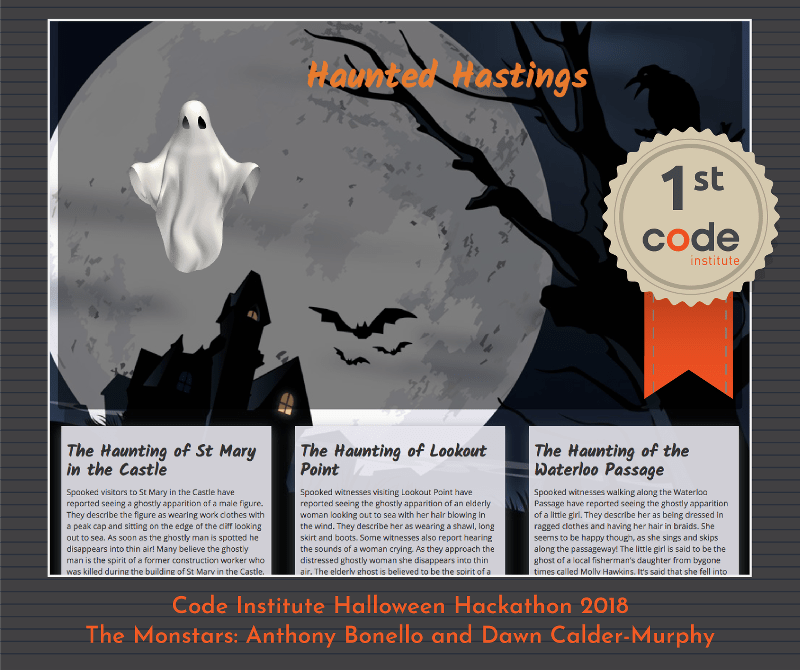 Haunted Hastings
1st
code
institute
The Haunting of St Mary
in the Castle
Spooked visitors to St Mary in the Castle have
reported seeing a ghostly apparition of a male figure.
They describe the figure as wearing work clothes with
a peak cap and sitting on the edge of the cliff looking
out to sea. As soon as the ghostly man is spotted he
disappears into thin air! Many believe the ghostly
man is the spirit of a former construction worker who
was killed during the building of St Mary in the Castle.
The Haunting of Lookout
Point
Spooked witnesses visiting Lookout Point have
reported seeing the ghostly apparition of an elderly
woman looking out to sea with her hair blowing in
the wind. They describe her as wearing a shawl, long
skirt and boots. Some witnesses also report hearing
the sounds of a woman crying. As they approach the
distressed ghostly woman she disappears into thin
air. The elderly ghost is believed to be the spirit of a
The Haunting of the
Waterloo Passage
Spooked witnesses walking along the Waterloo
Passage have reported seeing the ghostly apparition
of a little girl. They describe her as being dressed in
ragged clothes and having her hair in braids. She
seems to be happy though, as she sings and skips
along the passageway! The little girl is said to be the
ghost of a local fisherman's daughter from bygone
times called Molly Hawkins. It's said that she fell into
Code Institute Halloween Hackathon 2018
The Monstars: Anthony Bonello and Dawn Calder-Murphy